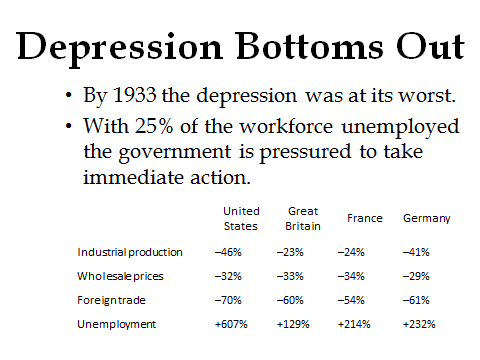 Depression Bottoms Out
• By 1933 the depression was at its worst.
• With 25% of the workforce unemployed
the government is pressured to take
immediate action.
United States Great Britain France Germany
Industrial production –46% –23% –24% –41%
Wholesale prices –32% –33% –34% –29%
Foreign trade –70% –60% –54% –61%
Unemployment +607% +129% +214% +232%